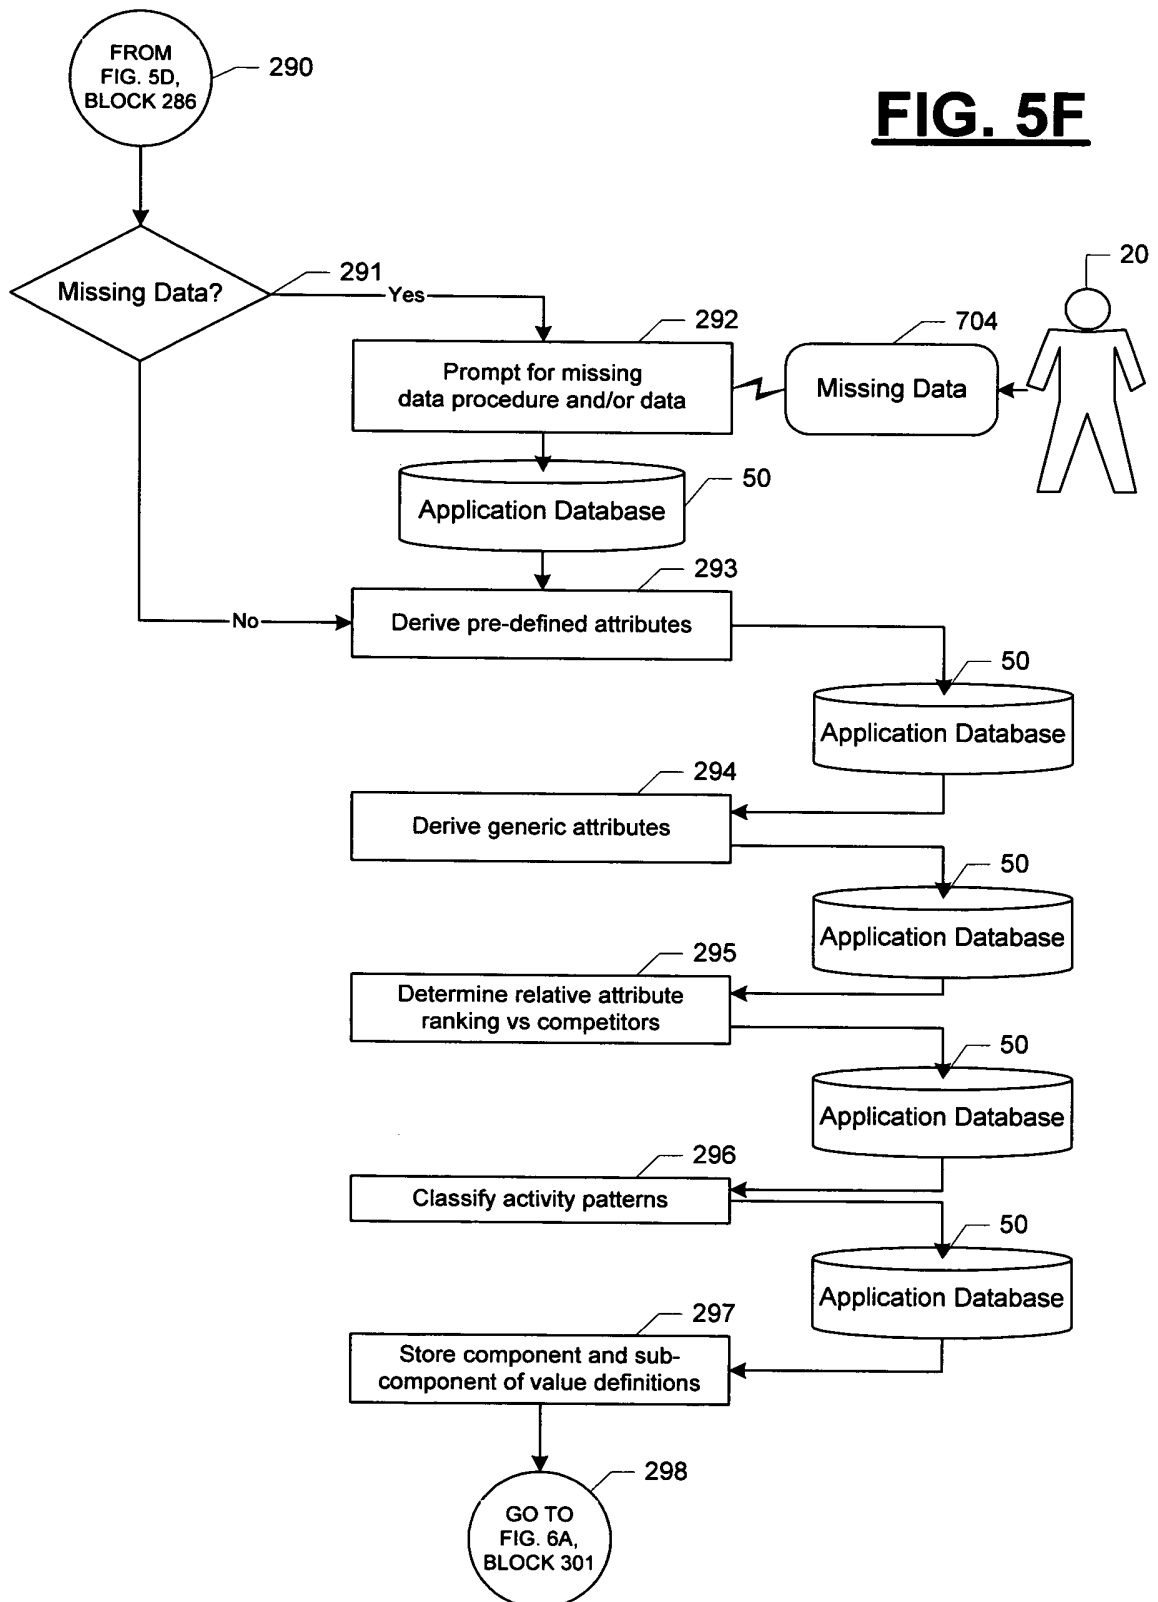 FROM
FIG. 5D,
BLOCK 286
290
FIG. 5F
Missing Data?
291
Yes
20
292
704
Prompt for missing
data procedure and/or data
Missing Data
50
Application Database
293
No
Derive pre-defined attributes
50
Application Database
294
Derive generic attributes
50
Application Database
295
Determine relative attribute
ranking vs competitors
50
Application Database
296
Classify activity patterns
50
Application Database
297
Store component and sub-
component of value definitions
298
GO TO
FIG. 6A,
BLOCK 301